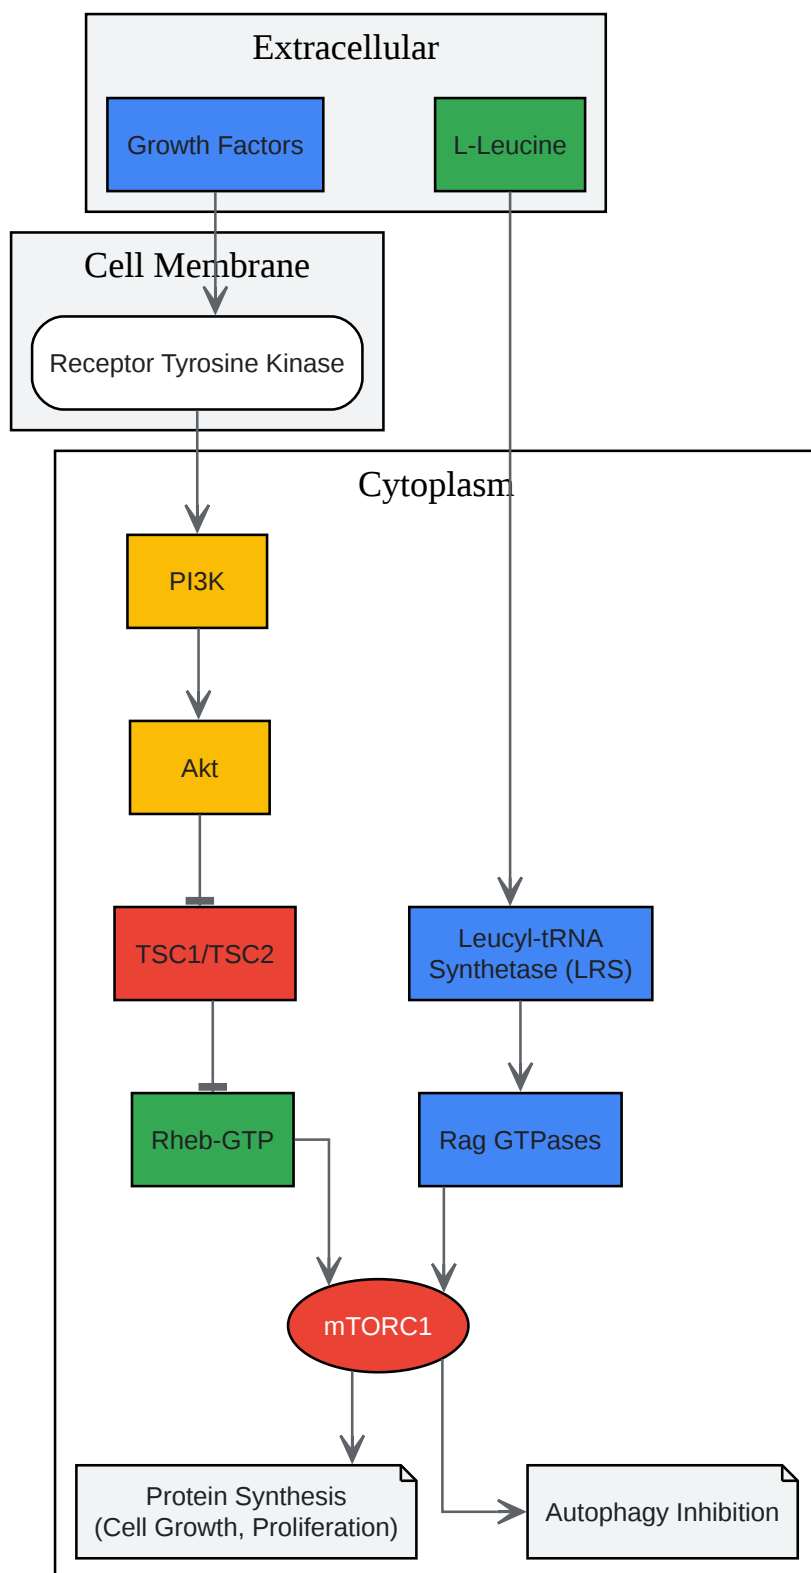 Extracellular
Growth Factors
L-Leucine
Cell Membrane
Receptor Tyrosine Kinase
Cytoplasm
PI3K
Akt
TSC1/TSC2
Leucyl-tRNA
Synthetase (LRS)
Rheb-GTP
Rag GTPases
mTORC1
Protein Synthesis
(Cell Growth, Proliferation)
Autophagy Inhibition